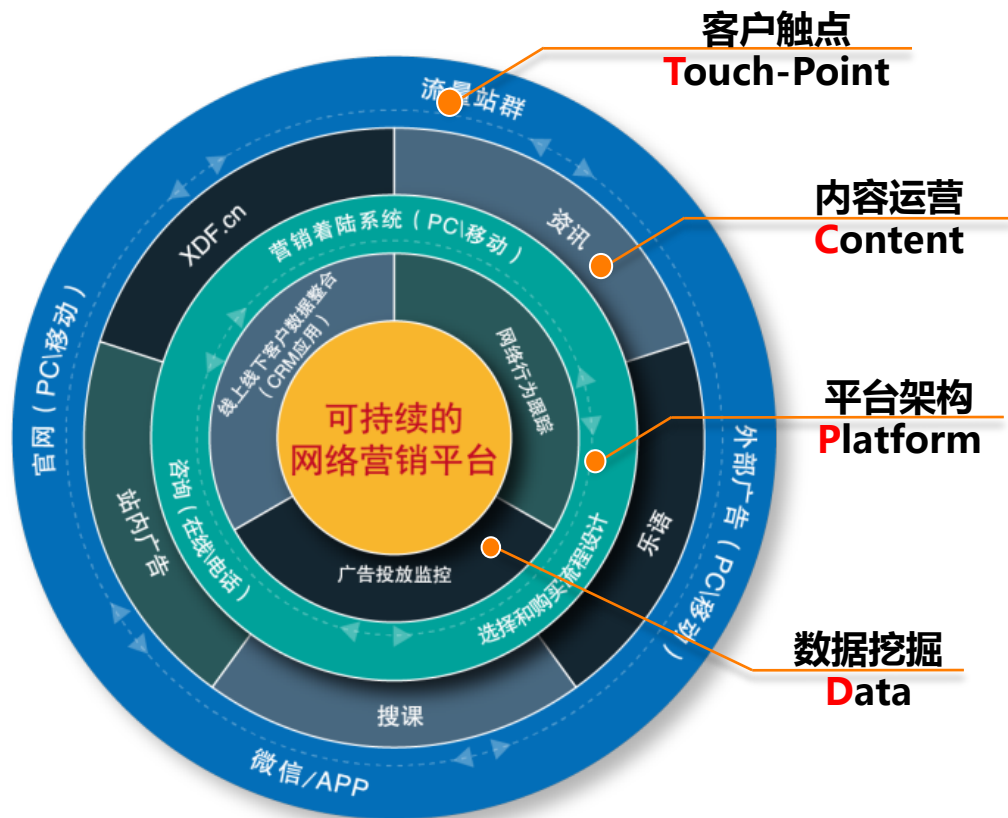 客户触点
Touch-Point
内容运营
Content
平台架构
Platform
数据挖掘
Data
流量站群
官网（PC\移动）
外部广告（PC\移动）
微信/APP
XDF.cn
资讯
乐语
搜课
站内广告
营销着陆系统（PC\移动）
咨询（在线\电话）
选择和购买流程设计
线上线下客户数据整合
（CRM应用）
网络行为跟踪
广告投放监控
可持续的
网络营销平台